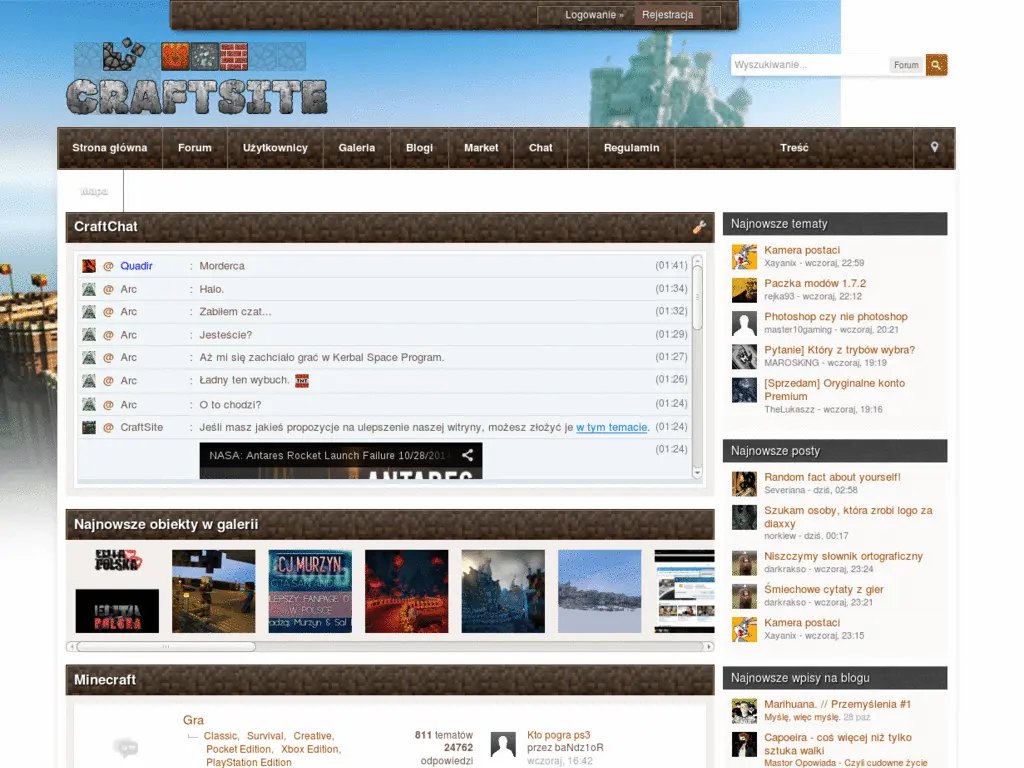 Logowanie »
Rejestracja
CRAFTSITE
Wyszukiwanie...
Forum
Strona główna
Forum
Użytkownicy
Galeria
Blogi
Market
Chat
Regulamin
Treść
Mapa
CraftChat
@ Quadir : Morderca (01:41)
@ Arc : Halo. (01:34)
@ Arc : Zabiłem czat... (01:32)
@ Arc : Jesteście? (01:29)
@ Arc : Aż mi się zachciało grać w Kerbal Space Program. (01:27)
@ Arc : Ładny ten wybuch. TNT (01:26)
@ Arc : O to chodzi? (01:24)
@ CraftSite : Jeśli masz jakieś propozycje na ulepszenie naszej witryny, możesz złożyć je w tym temacie. (01:24)
NASA: Antares Rocket Launch Failure 10/28/2014 (01:24)
ANTARES
Najnowsze obiekty w galerii
POLSKA
JEDYNA
POLSKA
CJ MURZYN
W POLSCE
Minecraft
Gra
Classic, Survival, Creative,
Pocket Edition, Xbox Edition,
PlayStation Edition
811 tematów
24762
odpowiedzi
Kto pogra ps3
przez baNdz1oR
wczoraj, 16:42
Najnowsze tematy
Kamera postaci
Xayanix - wczoraj, 22:59
Paczka modów 1.7.2
rejka93 - wczoraj, 22:12
Photoshop czy nie photoshop
master10gaming - wczoraj, 20:21
Pytanie] Który z trybów wybra?
MAROSKiNG - wczoraj, 19:19
[Sprzedam] Oryginalne konto
Premium
TheLukaszz - wczoraj, 19:16
Najnowsze posty
Random fact about yourself!
Severiana - dziś, 02:58
Szukam osoby, która zrobi logo za
diaxxy
norkiew - dziś, 00:17
Niszczymy słownik ortograficzny
darkrakso - wczoraj, 23:24
Śmiechowe cytaty z gier
darkrakso - wczoraj, 23:21
Kamera postaci
Xayanix - wczoraj, 23:15
Najnowsze wpisy na blogu
Marihuana. // Przemyślenia #1
Myślę, więc myślę. 28 paź
Capoeira - coś więcej niż tylko
sztuka walki
Mastor Opowiada - Czyli cudowne życie